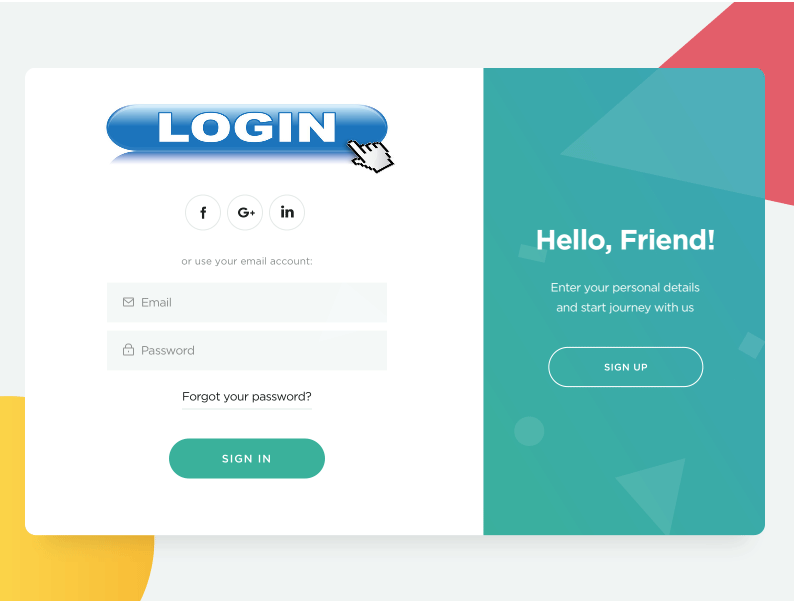 LOGIN
f G+ in
or use your email account:
Email
Password
Forgot your password?
SIGN IN
Hello, Friend!
Enter your personal details
and start journey with us
SIGN UP